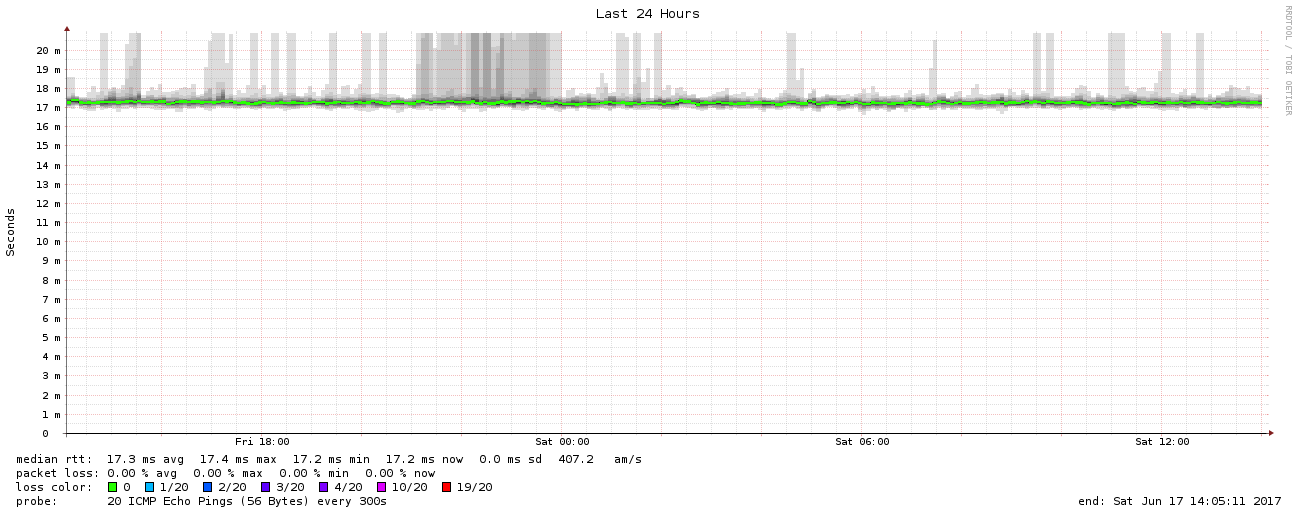 Last 24 Hours
RRDTOOL / TOBI OETIKER
Seconds
20 m
19 m
18 m
17 m
16 m
15 m
14 m
13 m
12 m
11 m
10 m
9 m
8 m
7 m
6 m
5 m
4 m
3 m
2 m
1 m
0
Fri 18:00 Sat 00:00 Sat 06:00 Sat 12:00
median rtt: 17.3 ms avg 17.4 ms max 17.2 ms min 17.2 ms now 0.0 ms sd 407.2 am/s
packet loss: 0.00 % avg 0.00 % max 0.00 % min 0.00 % now
loss color: 0 1/20 2/20 3/20 4/20 10/20 19/20
probe: 20 ICMP Echo Pings (56 Bytes) every 300s end: Sat Jun 17 14:05:11 2017